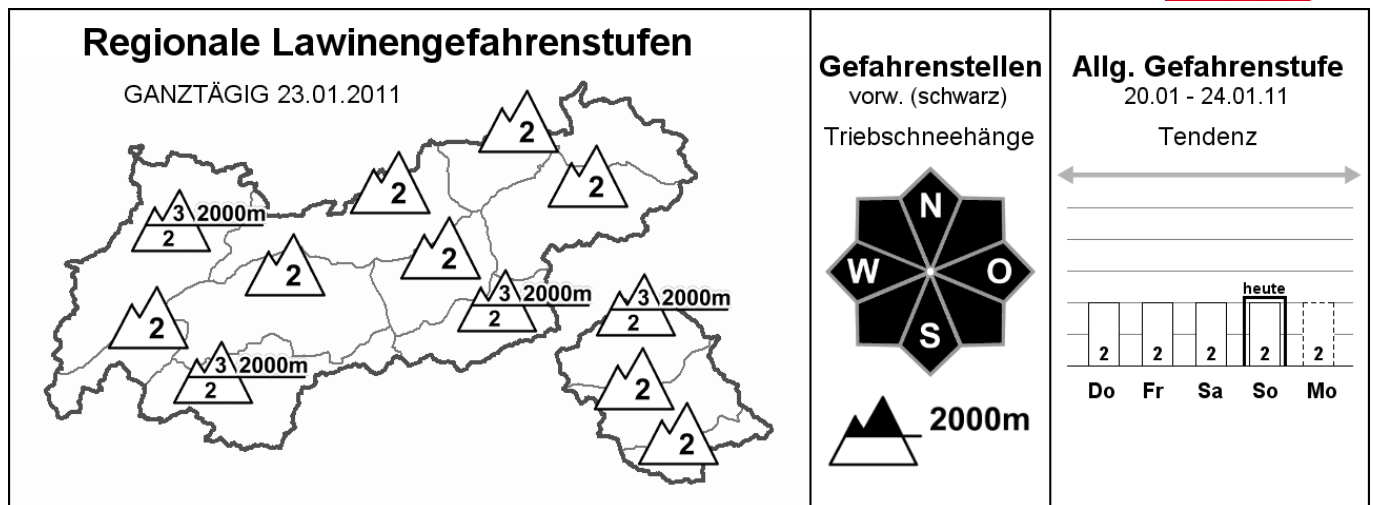 Regionale Lawinengefahrenstufen
GANZTÄGIG 23.01.2011
2
2
2
3 2000m
2
2
2
3 2000m
2
3 2000m
2
2
3 2000m
2
2
2
Gefahrenstellen
vorw. (schwarz)
Triebschneehänge
N
W O
S
2000m
Allg. Gefahrenstufe
20.01 - 24.01.11
Tendenz
heute
2 2 2 2 2
Do Fr Sa So Mo